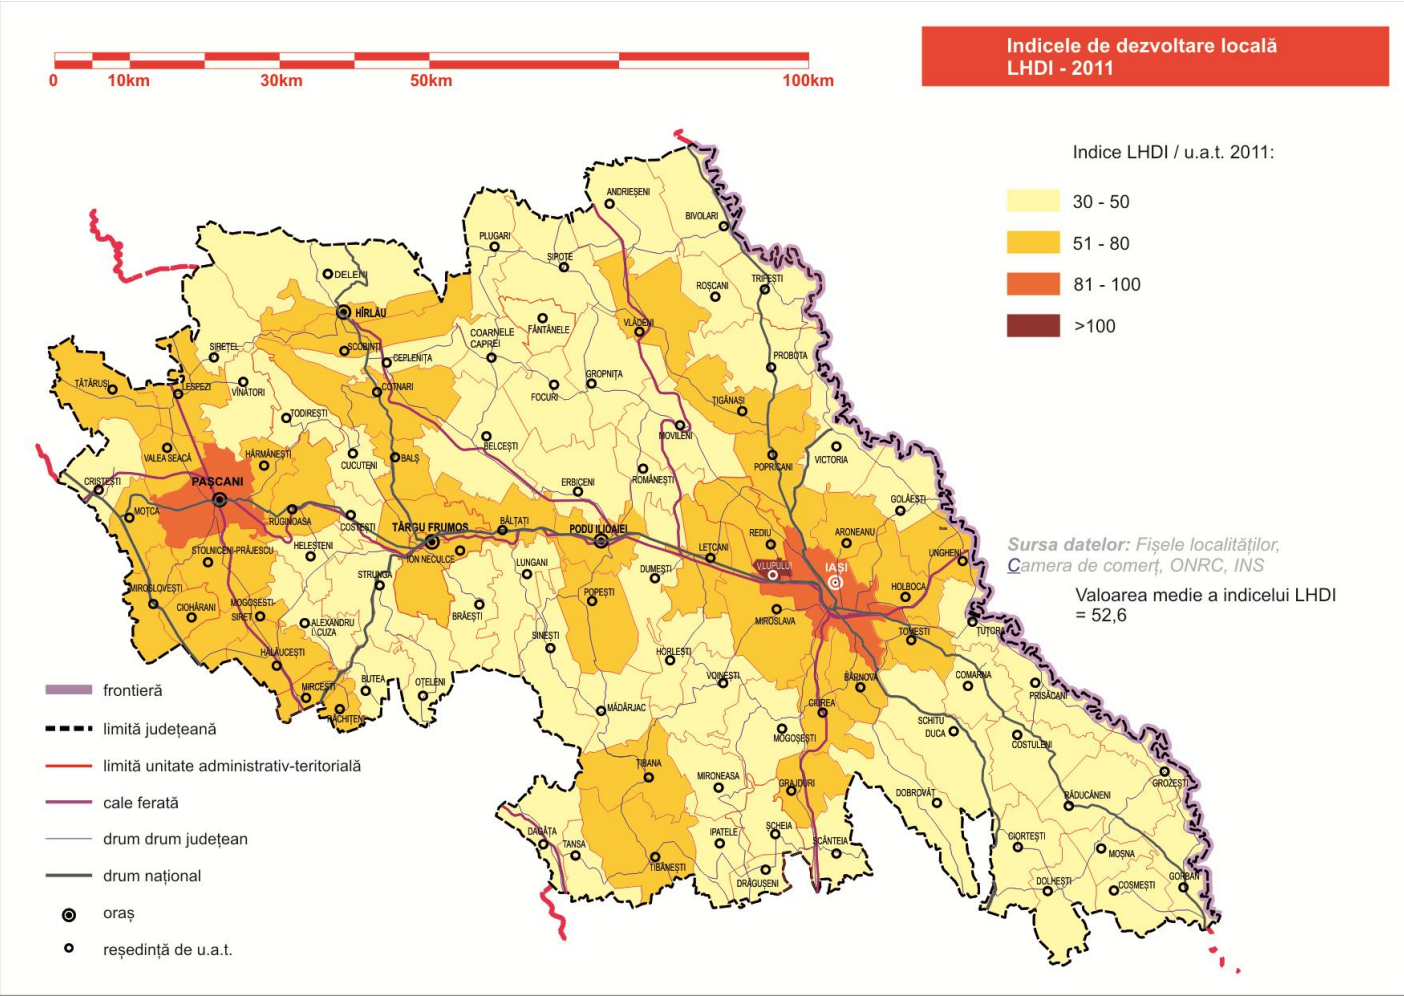 Indicele de dezvoltare locală
LHDI - 2011
0 10km 30km 50km 100km
Indice LHDI / u.a.t. 2011:
30 - 50
51 - 80
81 - 100
>100
Sursa datelor: Fișele localităților,
Camera de comerț, ONRC, INS
Valoarea medie a indicelui LHDI
= 52,6
ANDRIEȘENI
BIVOLARI
PLUGARI
ȘIPOTE
DELENI
ROȘCANI
TRIFEȘTI
HÎRLĂU
VLĂDENI
FÂNTÂNELE
COARNELE
CAPREI
SIREȚEL
SCOBINȚI
CEPLENIȚA
PROBOTA
TĂTĂRUȘI
LESPEZI
VÎNĂTORI
COTNARI
GROPNIȚA
FOCURI
ȚIGĂNAȘI
TODIREȘTI
MOVILENI
BELCEȘTI
VALEA SEACĂ
HĂRMĂNEȘTI
CUCUTENI
BALȘ
POPRICANI
VICTORIA
CRISTEȘTI
PAȘCANI
ERBICENI
ROMÂNEȘTI
GOLĂEȘTI
MOȚCA
RUGINOASA
COSTEȘTI
TÂRGU FRUMOS
BĂLȚAȚI
PODU ILIOAIEI
REDIU
ARONEANU
STOLNICENI-PRĂJESCU
HELEȘTENI
ION NECULCE
LEȚCANI
UNGHENI
LUNGANI
DUMEȘTI
V.LUPULUI
IAȘI
STRUNGA
MIROSLOVEȘTI
POPEȘTI
HOLBOCA
CIOHĂRANI
MOGOȘEȘTI-
SIRET
BRĂEȘTI
MIROSLAVA
ALEXANDRU
I.CUZA
SINEȘTI
TOMEȘTI
ȚUȚORA
HĂLĂUCEȘTI
HORLEȘTI
MIRCEȘTI
BUTEA
OȚELENI
VOINEȘTI
BÂRNOVA
COMARNA
PRISĂCANI
RĂCHITENI
MĂDÂRJAC
CIUREA
SCHITU
DUCA
MOGOȘEȘTI
COSTULENI
ȚIBANA
MIRONEASA
GRAJDURI
GROZEȘTI
DOBROVĂȚ
RĂDUCĂNENI
DAGÂȚA
TANSA
IPATELE
ȘCHEIA
SCÂNTEIA
CIORTEȘTI
MOȘNA
ȚIBĂNEȘTI
DRĂGUȘENI
DOLHEȘTI
COSMEȘTI
GORBAN
frontieră
limită județeană
limită unitate administrativ-teritorială
cale ferată
drum drum județean
drum național
oraș
reședință de u.a.t.